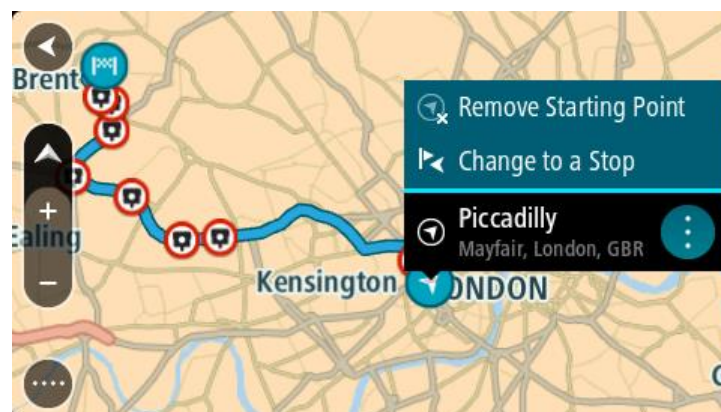 Brent
Remove Starting Point
Change to a Stop
Piccadilly
Mayfair, London, GBR
+
Ealing
−
Kensington
ONDON